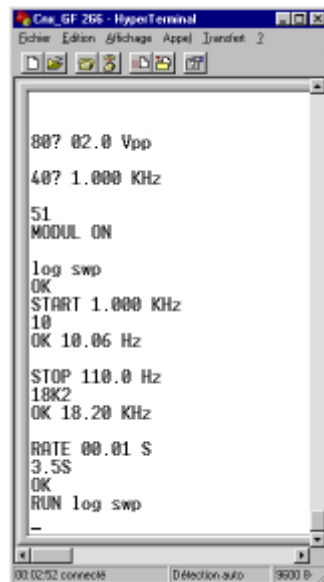 Cnx_GF 266 - HyperTerminal
Fichier Edition Affichage Appel Transfert ?
80? 02.0 Vpp
40? 1.000 KHz
51
MODUL ON
log swp
OK
START 1.000 KHz
10
OK 10.06 Hz
STOP 110.0 Hz
18K2
OK 18.20 KHz
RATE 00.01 S
3.5S
OK
RUN log swp
_
00:02:52 connecté Détection auto 9600 8-